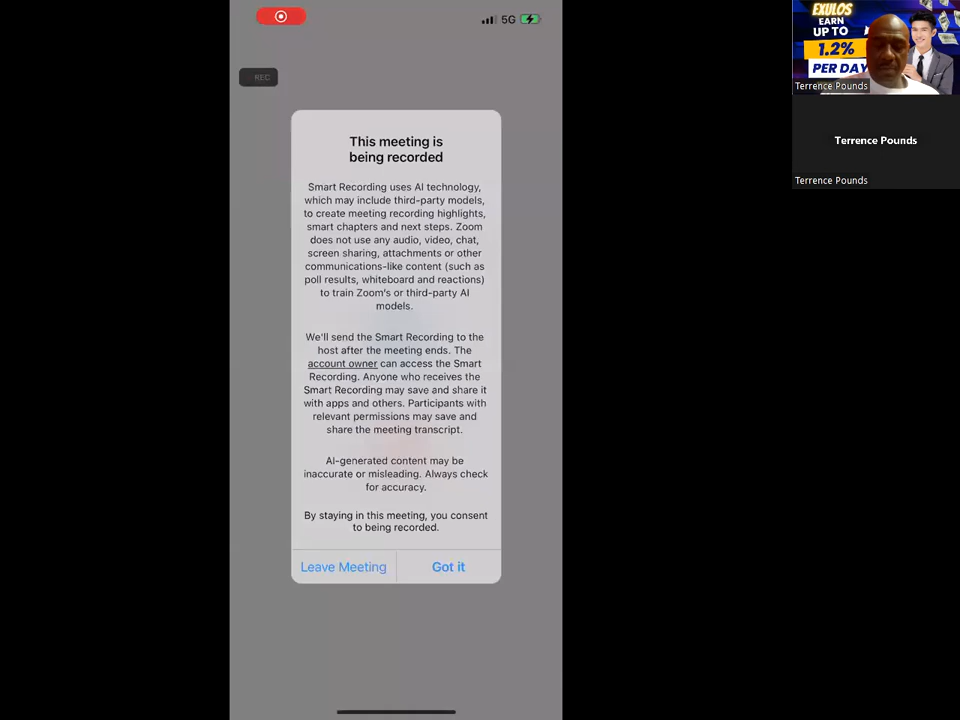 5G
REC
This meeting is
being recorded
Smart Recording uses AI technology,
which may include third-party models,
to create meeting recording highlights,
smart chapters and next steps. Zoom
does not use any audio, video, chat,
screen sharing, attachments or other
communications-like content (such as
poll results, whiteboard and reactions)
to train Zoom's or third-party AI
models.
We'll send the Smart Recording to the
host after the meeting ends. The
account owner can access the Smart
Recording. Anyone who receives the
Smart Recording may save and share it
with apps and others. Participants with
relevant permissions may save and
share the meeting transcript.
AI-generated content may be
inaccurate or misleading. Always check
for accuracy.
By staying in this meeting, you consent
to being recorded.
Leave Meeting
Got it
EXULOS
EARN
UP TO
1.2%
PER DAY
Terrence Pounds
Terrence Pounds
Terrence Pounds